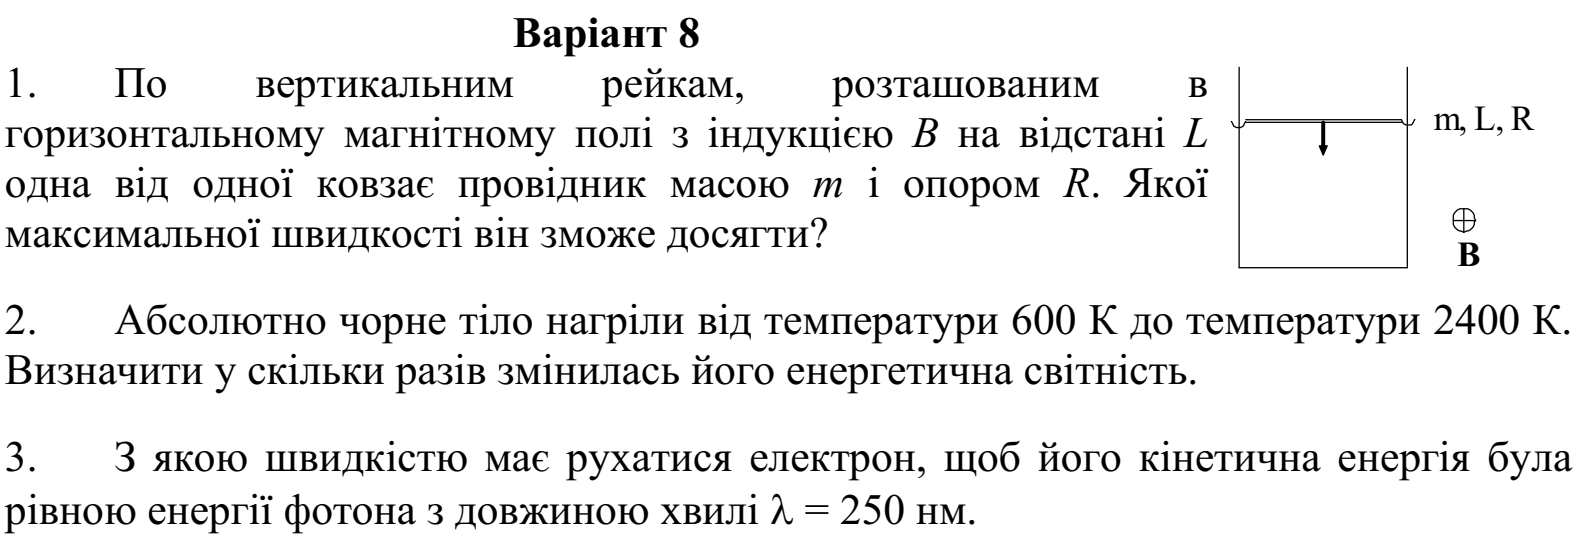 Варіант 8
1. По вертикальним рейкам, розташованим в
горизонтальному магнітному полі з індукцією B на відстані L
одна від одної ковзає провідник масою m і опором R. Якої
максимальної швидкості він зможе досягти?
m, L, R
B
2. Абсолютно чорне тіло нагріли від температури 600 К до температури 2400 К.
Визначити у скільки разів змінилась його енергетична світність.
3. З якою швидкістю має рухатися електрон, щоб його кінетична енергія була
рівною енергії фотона з довжиною хвилі λ = 250 нм.